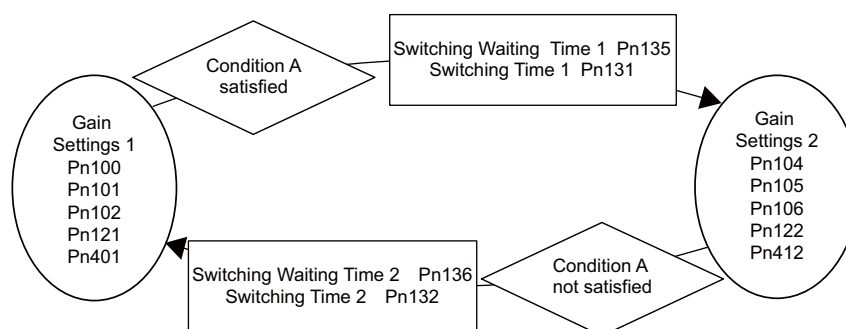 Condition A
satisfied
Switching Waiting Time 1 Pn135
Switching Time 1 Pn131
Gain
Settings 1
Pn100
Pn101
Pn102
Pn121
Pn401
Gain
Settings 2
Pn104
Pn105
Pn106
Pn122
Pn412
Switching Waiting Time 2 Pn136
Switching Time 2 Pn132
Condition A
not satisfied